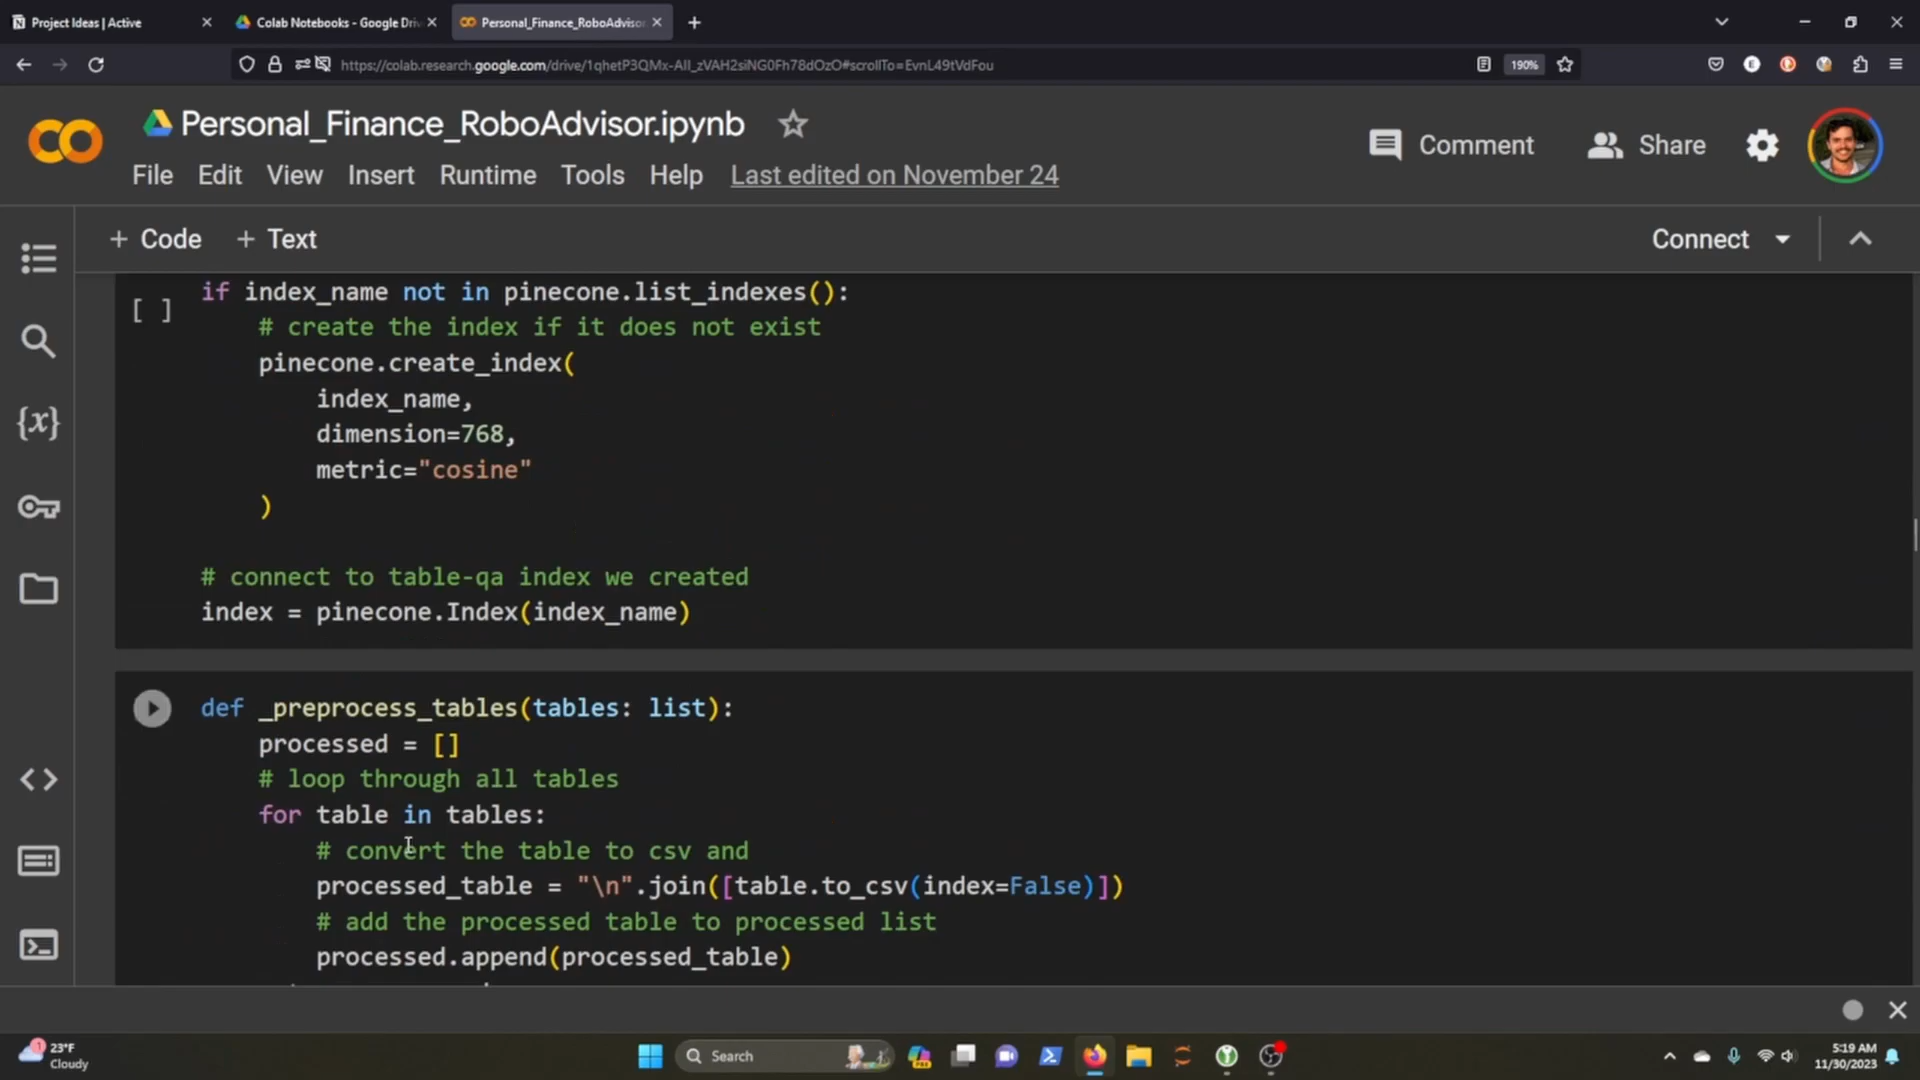 Project Ideas | Active
Colab Notebooks - Google Dri
Personal_Finance_RoboAdvisor
https://colab.research.google.com/drive/1qhetP3QMx-AlI_zVAH2siNG0Fh78dOzO#scrollTo=EvnL49tVdFou
190%
Personal_Finance_RoboAdvisor.ipynb
Comment
Share
File Edit View Insert Runtime Tools Help Last edited on November 24
+ Code + Text
Connect
[ ]
if index_name not in pinecone.list_indexes():
# create the index if it does not exist
pinecone.create_index(
index_name,
dimension=768,
metric="cosine"
)
# connect to table-qa index we created
index = pinecone.Index(index_name)
def _preprocess_tables(tables: list):
processed = []
# loop through all tables
for table in tables:
# convert the table to csv and
processed_table = "\n".join([table.to_csv(index=False)])
# add the processed table to processed list
processed.append(processed_table)
{x}
1
23°F
Cloudy
Search
5:19 AM
11/30/2023